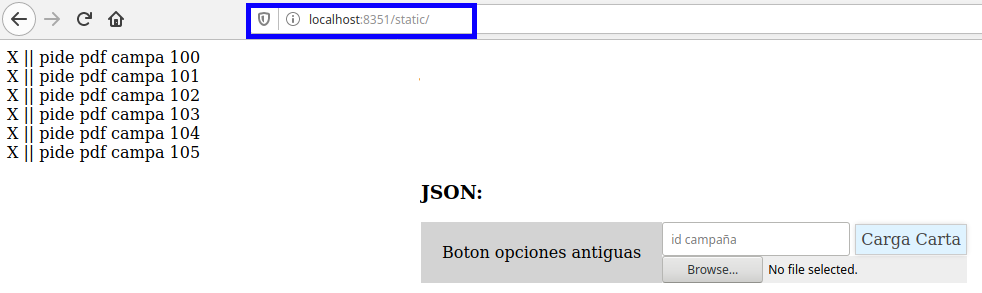 localhost:8351/static/
X || pide pdf campa 100
X || pide pdf campa 101
X || pide pdf campa 102
X || pide pdf campa 103
X || pide pdf campa 104
X || pide pdf campa 105
JSON:
Boton opciones antiguas
id campaña
Carga Carta
Browse...
No file selected.